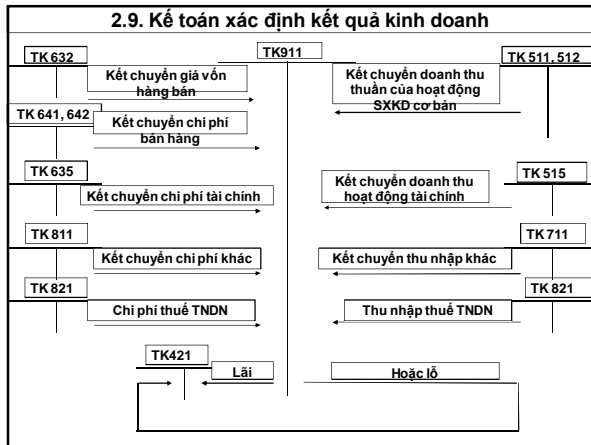 2.9. Kế toán xác định kết quả kinh doanh
TK 632
TK911
TK 511, 512
Kết chuyển giá vốn
hàng bán
Kết chuyển doanh thu
thuần của hoạt động
SXKD cơ bản
TK 641, 642
Kết chuyển chi phí
bán hàng
TK 635
Kết chuyển chi phí tài chính
Kết chuyển doanh thu
hoạt động tài chính
TK 515
TK 811
Kết chuyển chi phí khác
Kết chuyển thu nhập khác
TK 711
TK 821
Chi phí thuế TNDN
Thu nhập thuế TNDN
TK 821
TK421
Lãi
Hoặc lỗ